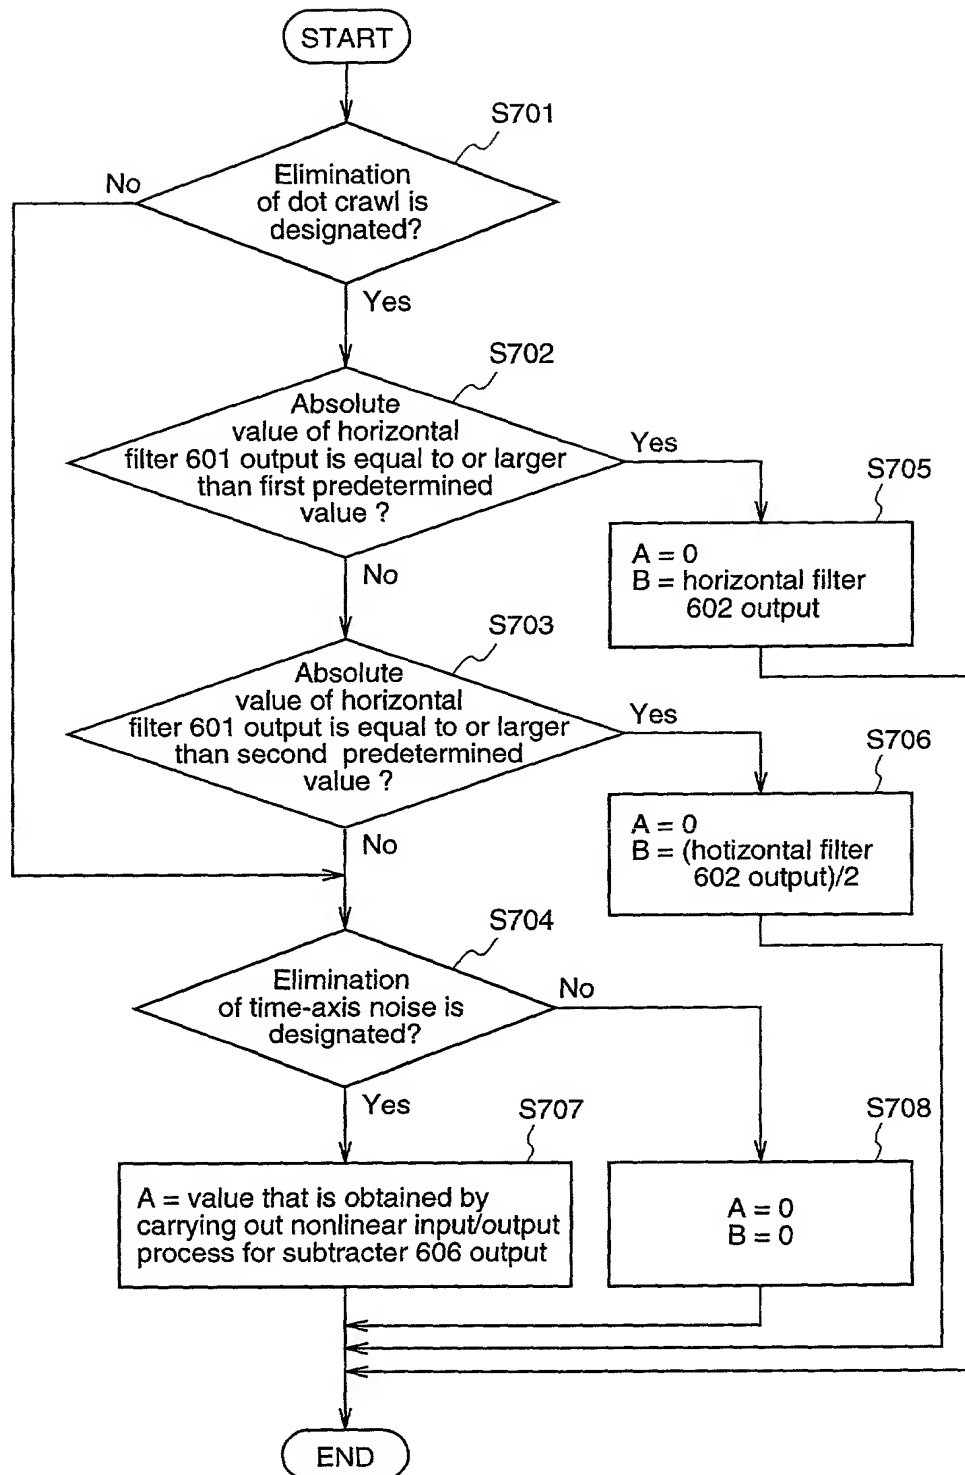 START
S701
Elimination
of dot crawl is
designated?
No
Yes
S702
Absolute
value of horizontal
filter 601 output is equal to or larger
than first predetermined
value ?
Yes
No
S705
A = 0
B = horizontal filter
602 output
S703
Absolute
value of horizontal
filter 601 output is equal to or larger
than second predetermined
value ?
Yes
No
S706
A = 0
B = (hotizontal filter
602 output)/2
S704
Elimination
of time-axis noise is
designated?
No
Yes
S707
A = value that is obtained by
carrying out nonlinear input/output
process for subtracter 606 output
S708
A = 0
B = 0
END